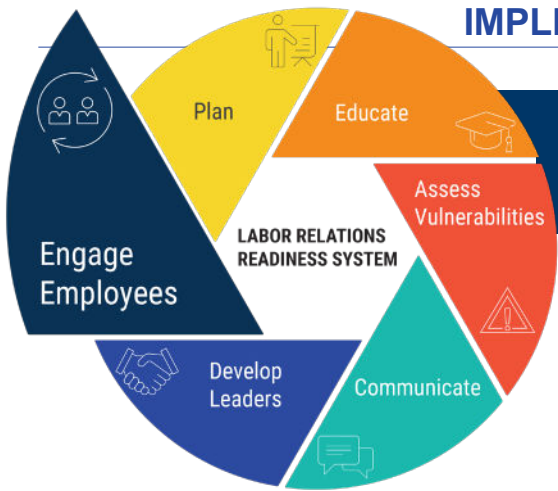 IMPL
Plan
Educate
Assess
Vulnerabilities
LABOR RELATIONS
READINESS SYSTEM
Engage
Employees
Develop
Leaders
Communicate